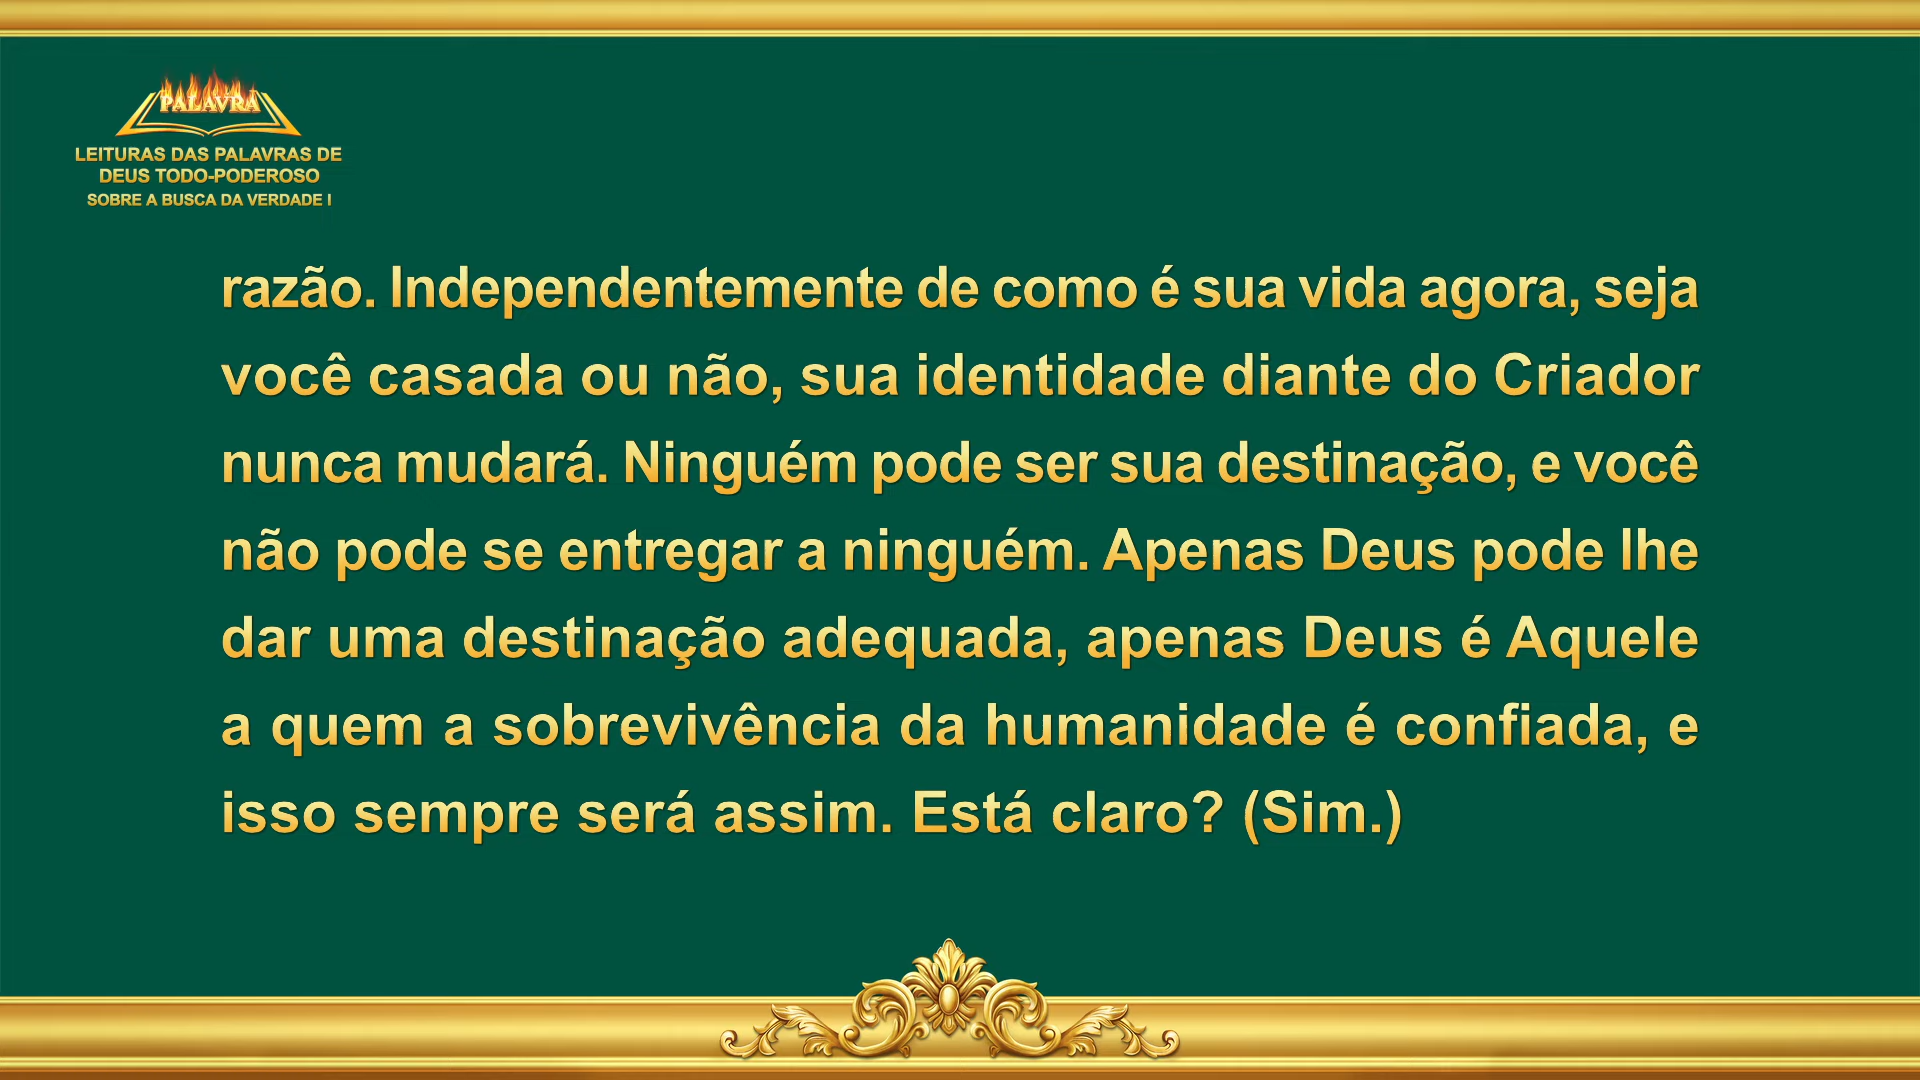 PALAVRA
LEITURAS DAS PALAVRAS DE
DEUS TODO-PODEROSO
SOBRE A BUSCA DA VERDADE I
razão. Independentemente de como é sua vida agora, seja
você casada ou não, sua identidade diante do Criador
nunca mudará. Ninguém pode ser sua destinação, e você
não pode se entregar a ninguém. Apenas Deus pode lhe
dar uma destinação adequada, apenas Deus é Aquele
a quem a sobrevivência da humanidade é confiada, e
isso sempre será assim. Está claro? (Sim.)